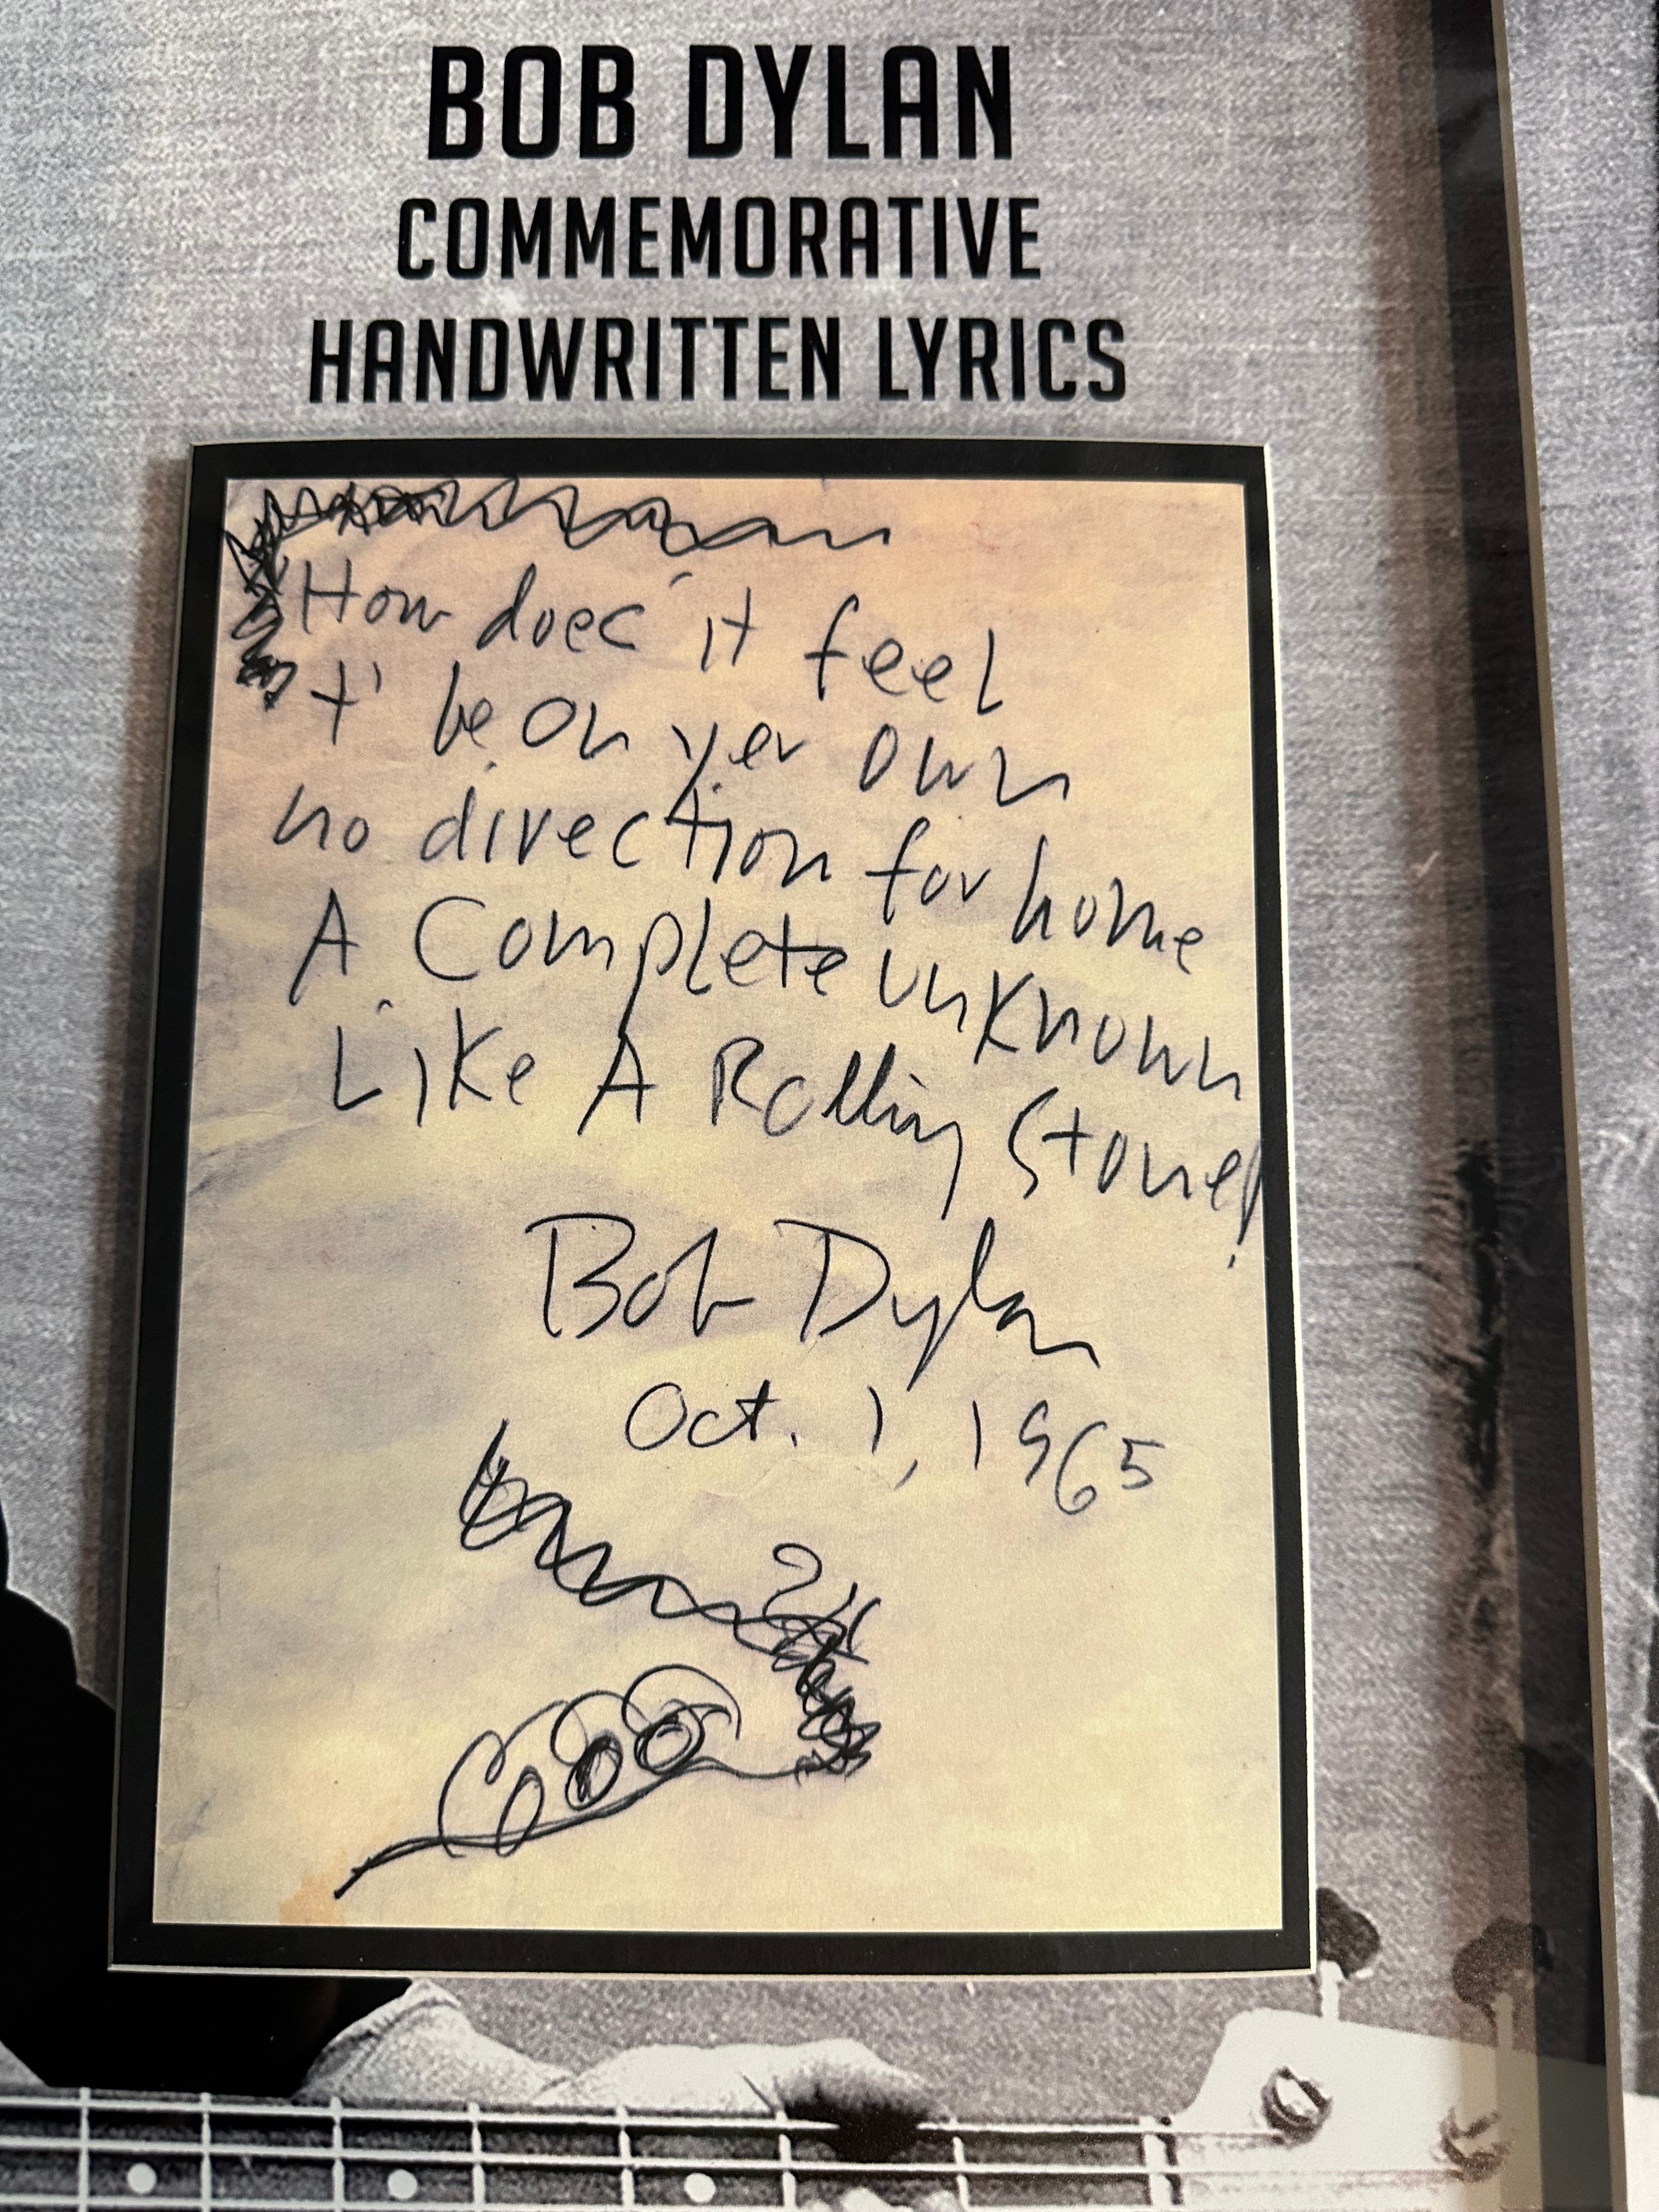 BOB DYLAN
COMMEMORATIVE
HANDWRITTEN LYRICS
How does it feel
t' be on yer own
no direction for home
A Complete unknown
Like A Rolling Stone!
Bob Dylan
Oct. 1, 1965